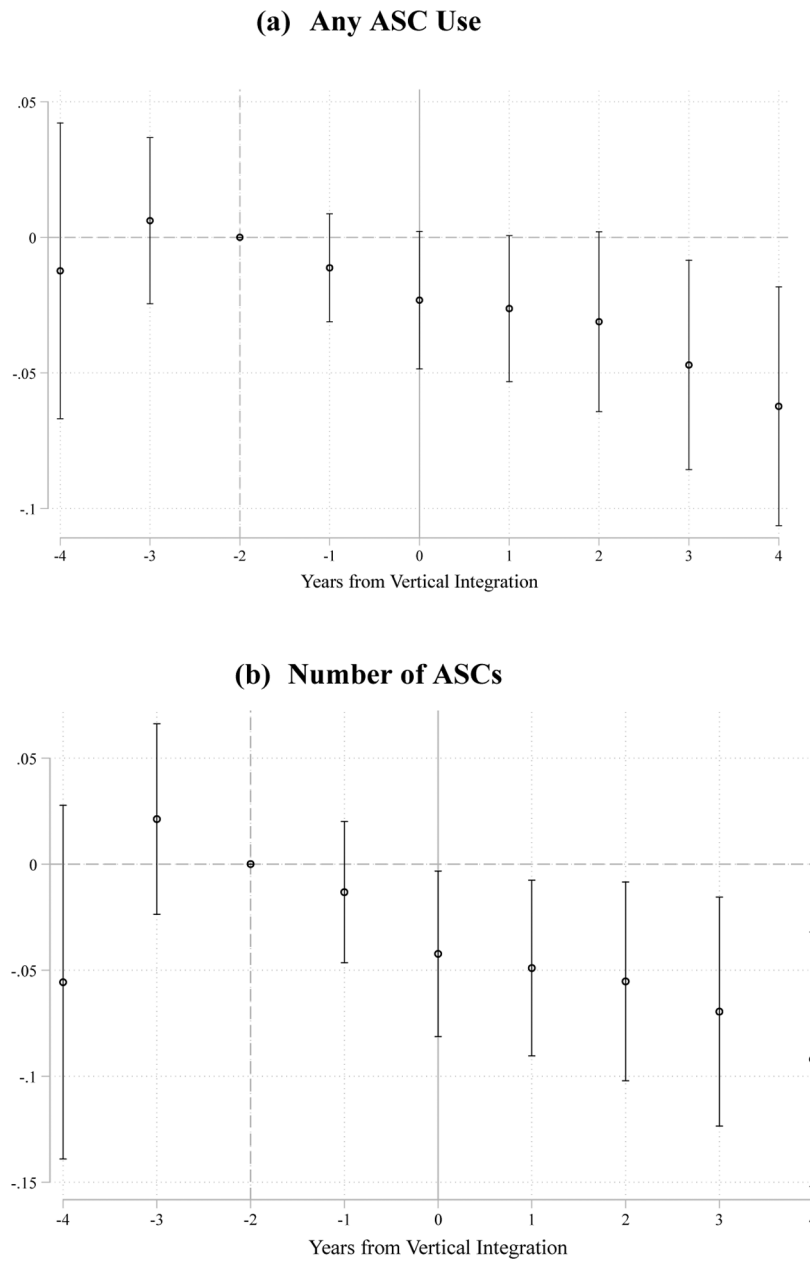 (a) Any ASC Use
.05
0
-.05
-.1
-4 -3 -2 -1 0 1 2 3 4
Years from Vertical Integration
(b) Number of ASCs
.05
0
-.05
-.1
-.15
-4 -3 -2 -1 0 1 2 3
Years from Vertical Integration